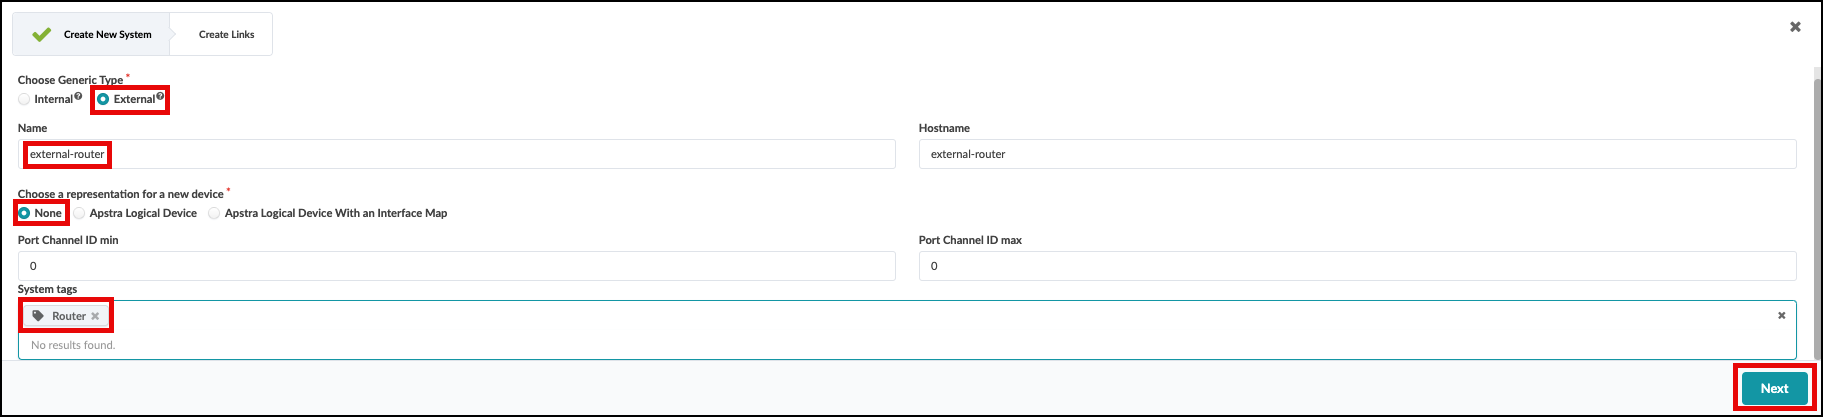 Create New System
Create Links
Choose Generic Type *
Internal External
Name
Hostname
external-router
external-router
Choose a representation for a new device *
None Apstra Logical Device Apstra Logical Device With an Interface Map
Port Channel ID min
Port Channel ID max
0
0
System tags
Router
No results found.
Next